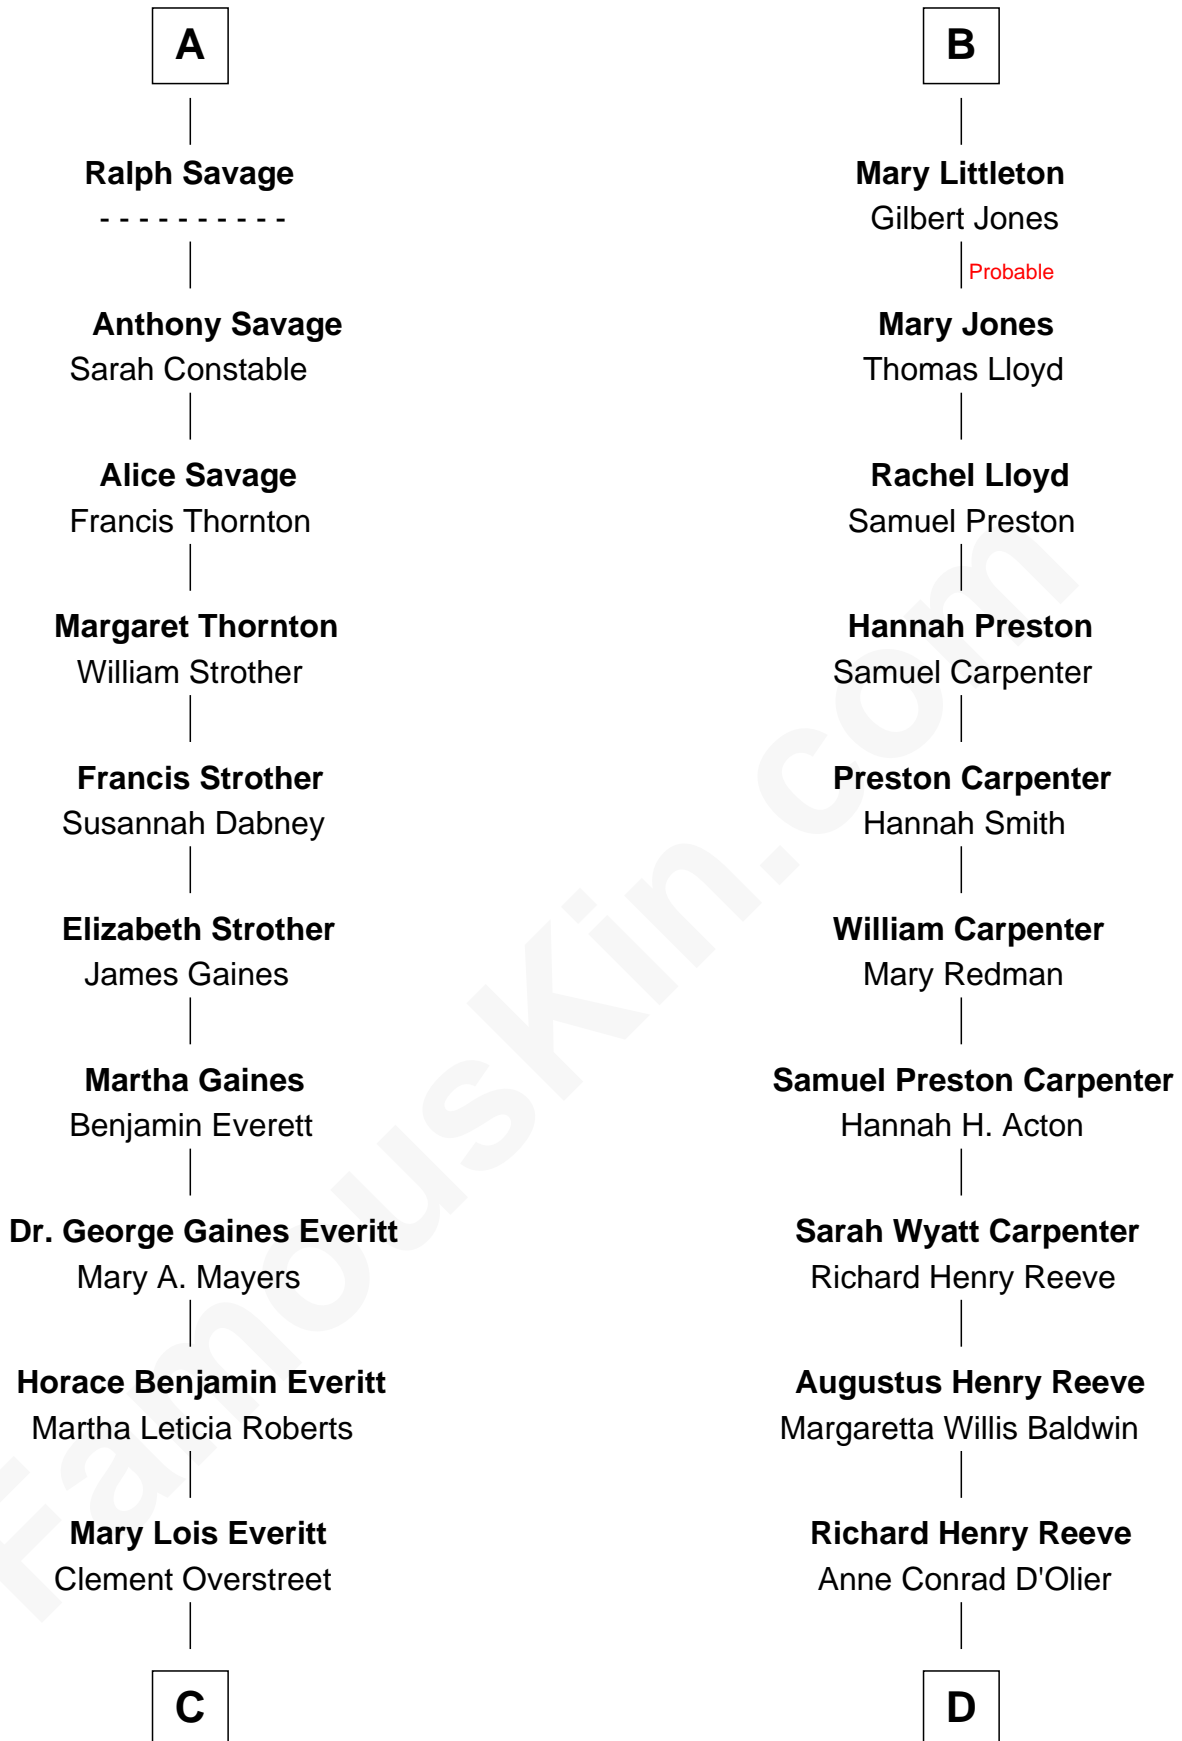 A
Ralph Savage
- - - - - - - - - -
Anthony Savage
Sarah Constable
Alice Savage
Francis Thornton
Margaret Thornton
William Strother
Francis Strother
Susannah Dabney
Elizabeth Strother
James Gaines
Martha Gaines
Benjamin Everett
Dr. George Gaines Everitt
Mary A. Mayers
Horace Benjamin Everitt
Martha Leticia Roberts
Mary Lois Everitt
Clement Overstreet
C
B
Mary Littleton
Gilbert Jones
Probable
Mary Jones
Thomas Lloyd
Rachel Lloyd
Samuel Preston
Hannah Preston
Samuel Carpenter
Preston Carpenter
Hannah Smith
William Carpenter
Mary Redman
Samuel Preston Carpenter
Hannah H. Acton
Sarah Wyatt Carpenter
Richard Henry Reeve
Augustus Henry Reeve
Margaretta Willis Baldwin
Richard Henry Reeve
Anne Conrad D'Olier
D
FamousKin.com